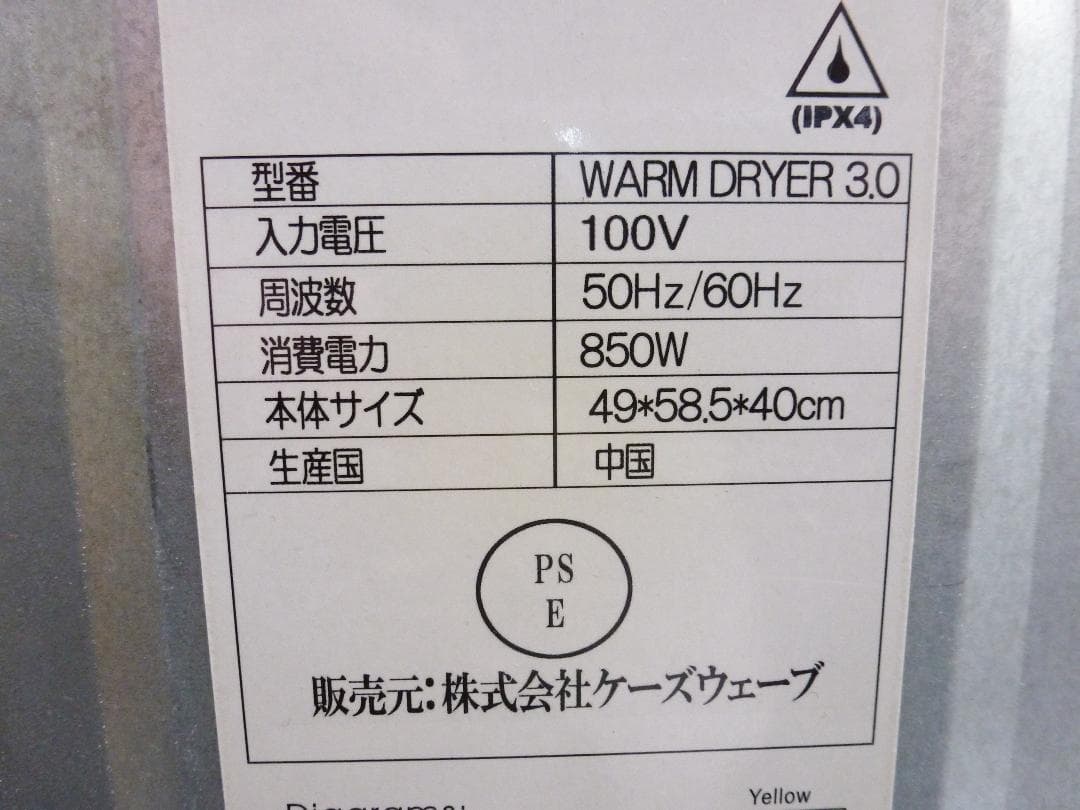 (IPX4)
型番 WARM DRYER 3.0
入力電圧 100V
周波数 50Hz/60Hz
消費電力 850W
本体サイズ 49*58.5*40cm
生産国 中国
PS
E
販売元:株式会社ケーズウェーブ
Yellow